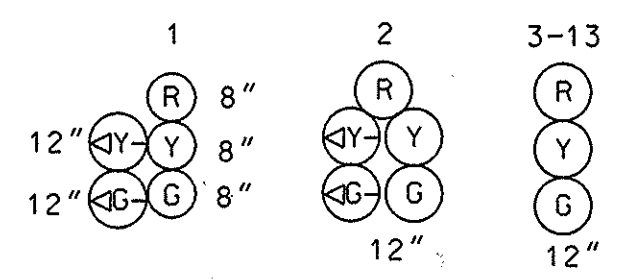 1 2 3-13
R 8" R R
12" Y Y 8" Y Y Y
12" G G 8" G G G
12" 12"